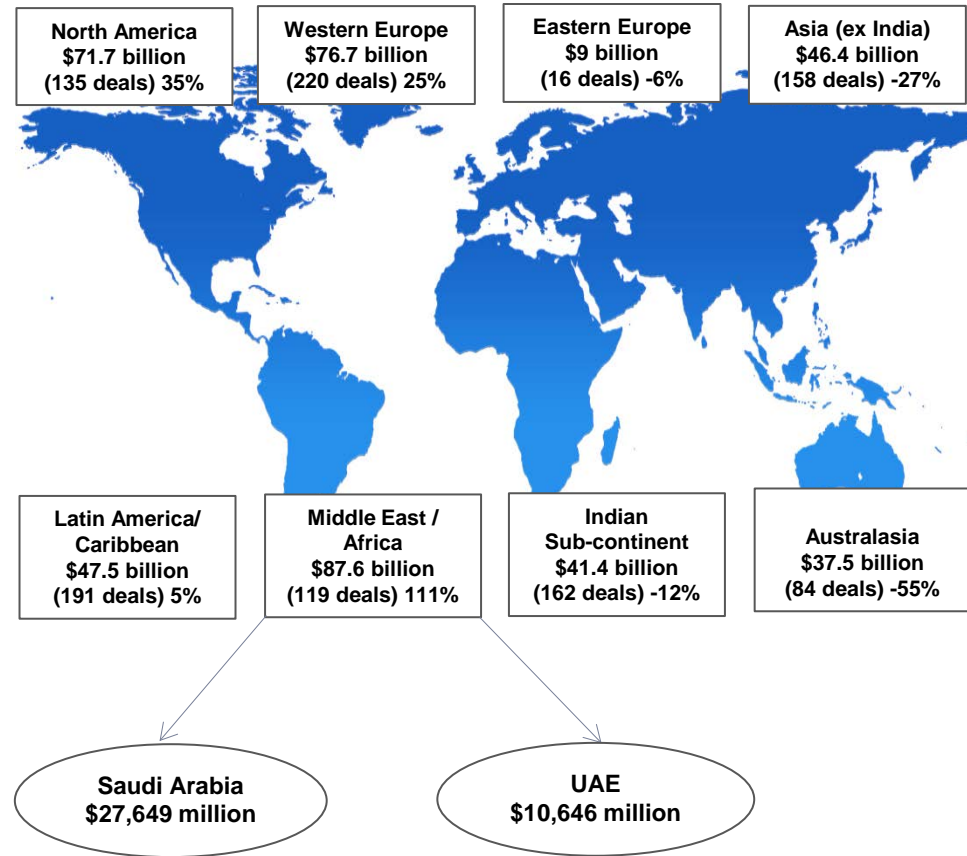 North America
$71.7 billion
(135 deals) 35%
Western Europe
$76.7 billion
(220 deals) 25%
Eastern Europe
$9 billion
(16 deals) -6%
Asia (ex India)
$46.4 billion
(158 deals) -27%
Latin America/
Caribbean
$47.5 billion
(191 deals) 5%
Middle East /
Africa
$87.6 billion
(119 deals) 111%
Indian
Sub-continent
$41.4 billion
(162 deals) -12%
Australasia
$37.5 billion
(84 deals) -55%
Saudi Arabia
$27,649 million
UAE
$10,646 million